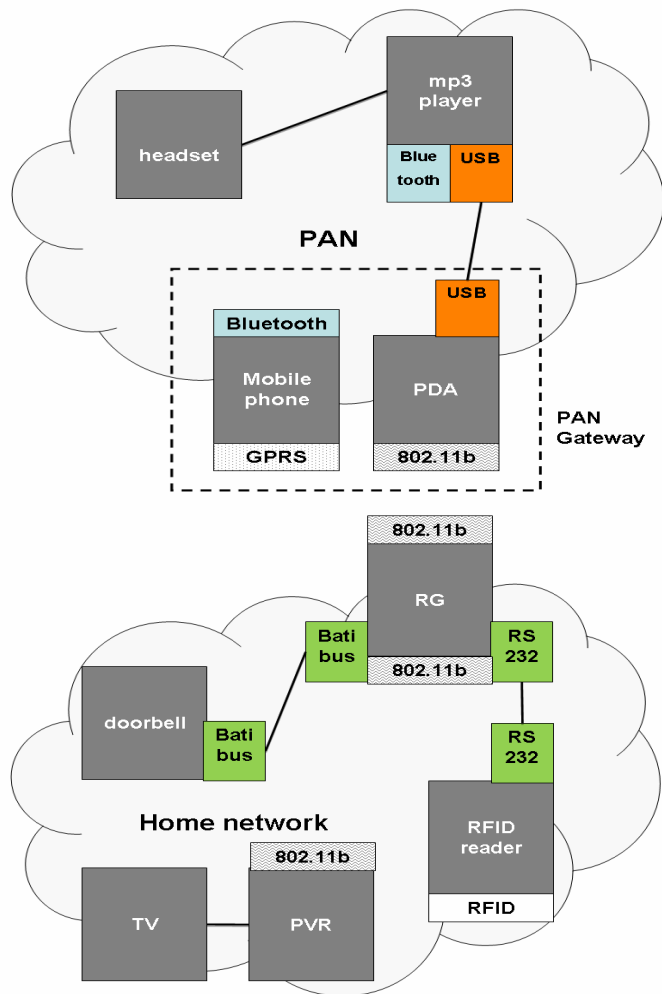 mp3
player
headset
Blue
tooth
USB
PAN
USB
Bluetooth
Mobile
phone
PDA
GPRS
802.11b
PAN
Gateway
802.11b
RG
Bati
bus
802.11b
RS
232
doorbell
Bati
bus
RS
232
Home network
RFID
reader
802.11b
TV
PVR
RFID